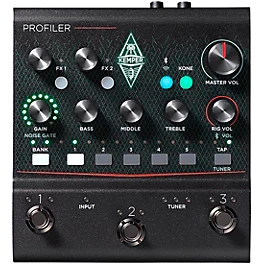 PROFILER
KEMPER
FX 1
FX 2
KONE
MASTER VOL
GAIN
BASS
MIDDLE
TREBLE
RIG VOL
NOISE GATE
VOL
BANK
1
2
3
4
5
TAP
TUNER
1
INPUT
2
TUNER
3